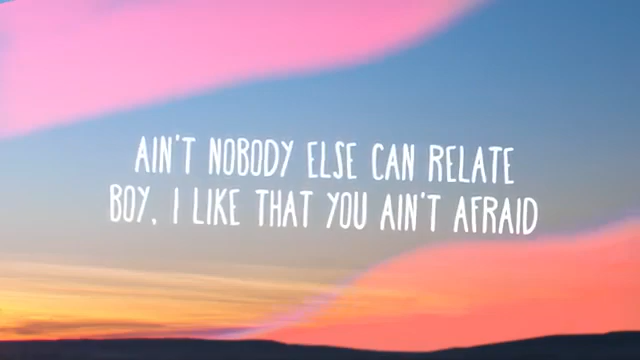 AIN'T NOBODY ELSE CAN RELATE
BOY, I LIKE THAT YOU AIN'T AFRAID